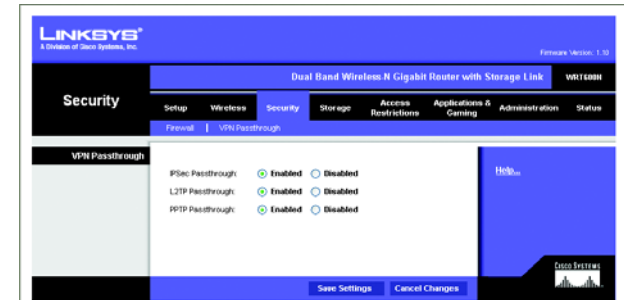 LINKSYS®
A Division of Cisco Systems, Inc.
Firmware Version: 1.10
Dual Band Wireless-N Gigabit Router with Storage Link WRT600N
Security
Setup Wireless Security Storage Access Restrictions Applications & Gaming Administration Status
Firewall | VPN Passthrough
VPN Passthrough
IPSec Passthrough: Enabled Disabled
L2TP Passthrough: Enabled Disabled
PPTP Passthrough: Enabled Disabled
Help...
CISCO SYSTEMS
Save Settings Cancel Changes